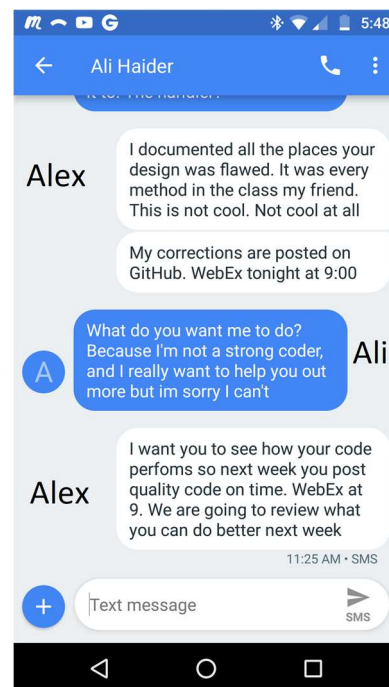 5:48
Ali Haider
Alex
I documented all the places your
design was flawed. It was every
method in the class my friend.
This is not cool. Not cool at all
My corrections are posted on
GitHub. WebEx tonight at 9:00
What do you want me to do?
Because I'm not a strong coder,
and I really want to help you out
more but im sorry I can't
A
Ali
Alex
I want you to see how your code
perfoms so next week you post
quality code on time. WebEx at
9. We are going to review what
you can do better next week
11:25 AM • SMS
Text message
SMS